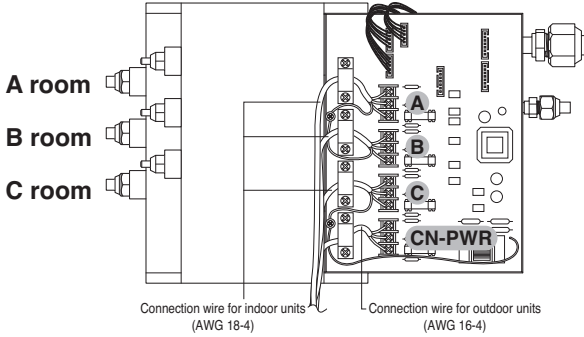 A room
B room
C room
A
B
C
CN-PWR
Connection wire for indoor units
(AWG 18-4)
Connection wire for outdoor units
(AWG 16-4)